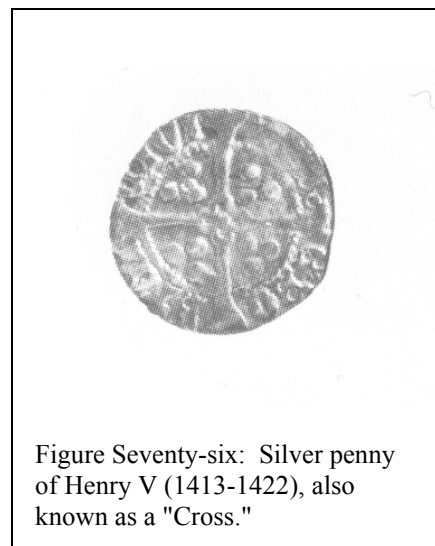 Figure Seventy-six:  Silver penny
of Henry V (1413-1422), also
known as a "Cross."